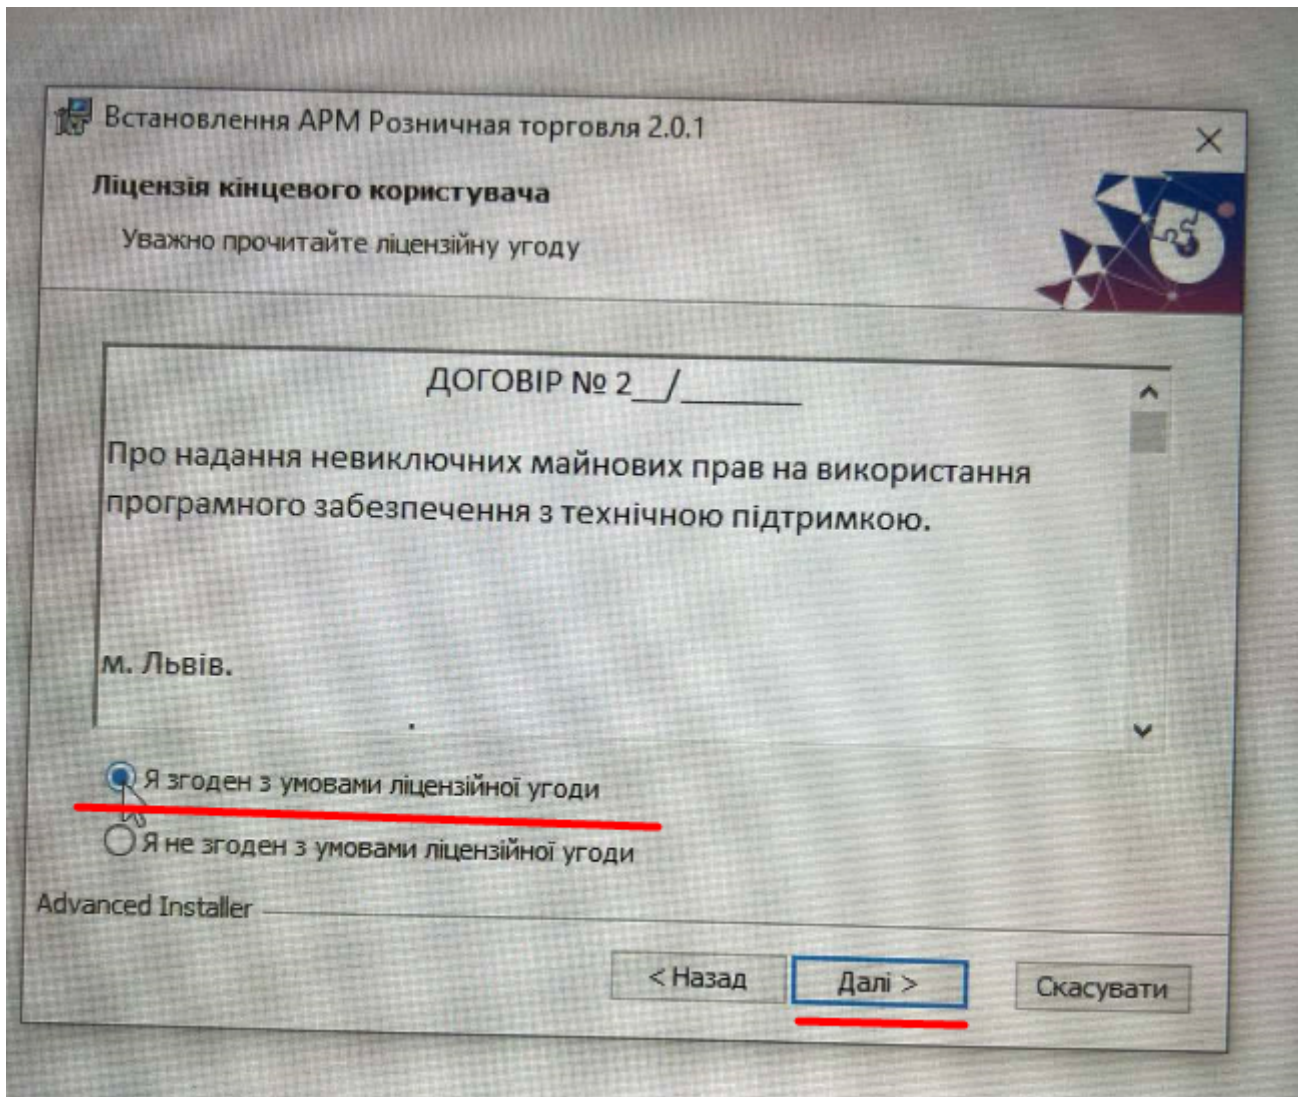 Встановлення АРМ Розничная торговля 2.0.1
Ліцензія кінцевого користувача
Уважно прочитайте ліцензійну угоду
ДОГОВІР № 2__/_______
Про надання невиключних майнових прав на використання
програмного забезпечення з технічною підтримкою.
м. Львів.
Я згоден з умовами ліцензійної угоди
Я не згоден з умовами ліцензійної угоди
Advanced Installer
< Назад
Далі >
Скасувати